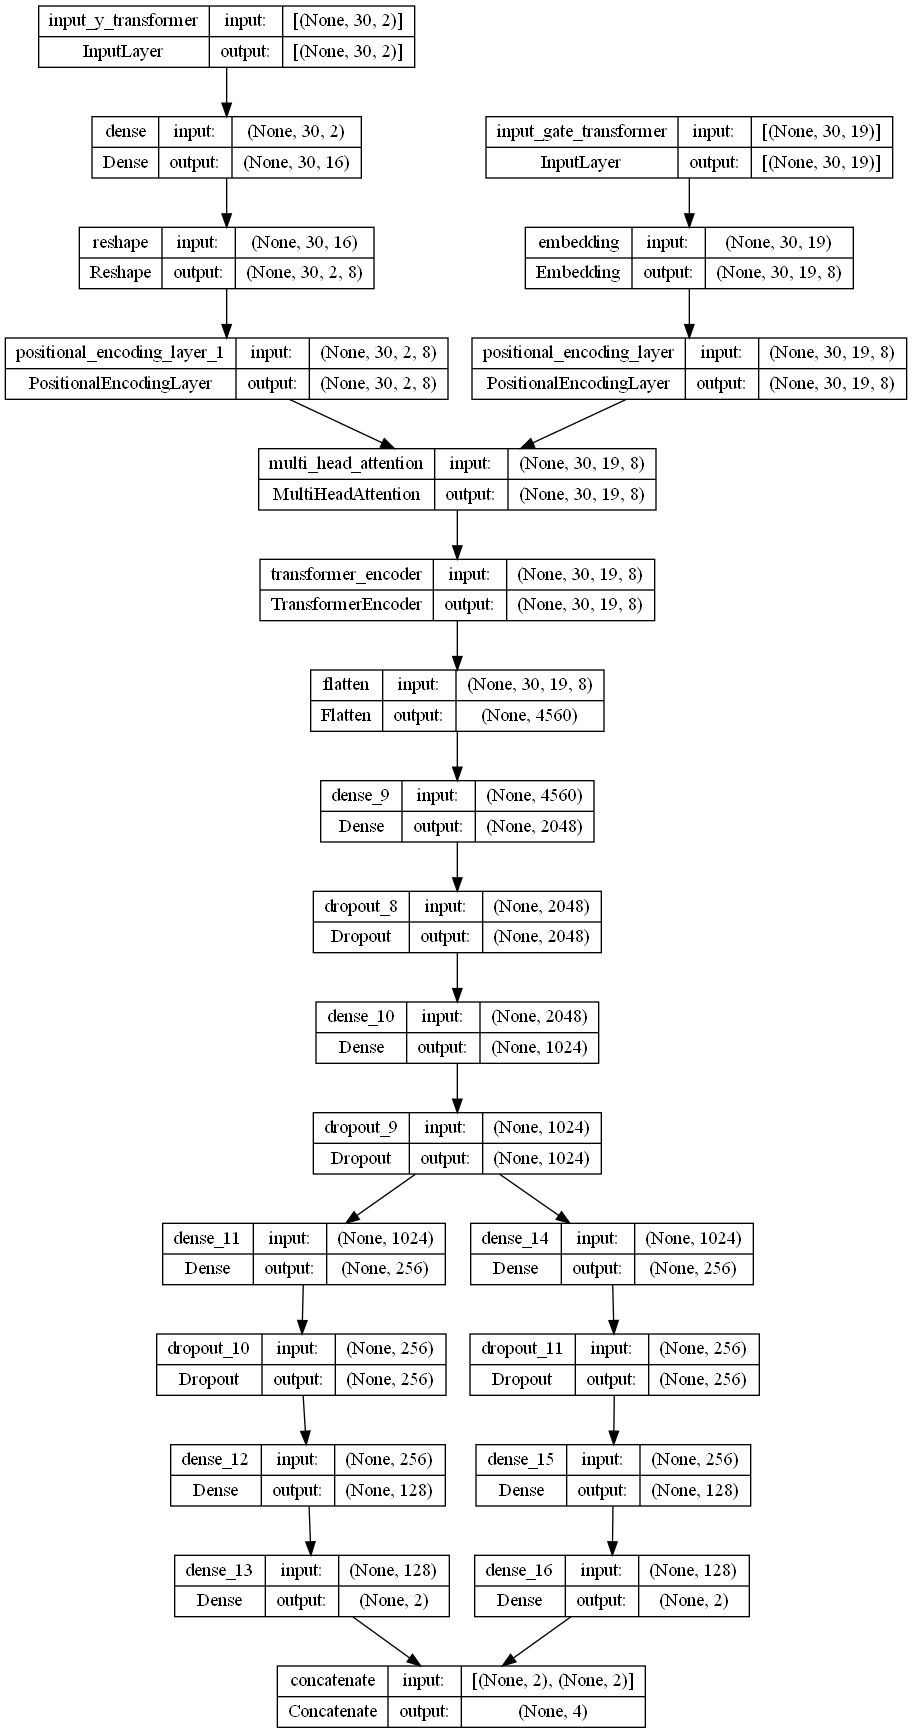 input_y_transformer input: [(None, 30, 2)]
InputLayer output: [(None, 30, 2)]
dense input: (None, 30, 2)
Dense output: (None, 30, 16)
input_gate_transformer input: [(None, 30, 19)]
InputLayer output: [(None, 30, 19)]
reshape input: (None, 30, 16)
Reshape output: (None, 30, 2, 8)
embedding input: (None, 30, 19)
Embedding output: (None, 30, 19, 8)
positional_encoding_layer_1 input: (None, 30, 2, 8)
PositionalEncodingLayer output: (None, 30, 2, 8)
positional_encoding_layer input: (None, 30, 19, 8)
PositionalEncodingLayer output: (None, 30, 19, 8)
multi_head_attention input: (None, 30, 19, 8)
MultiHeadAttention output: (None, 30, 19, 8)
transformer_encoder input: (None, 30, 19, 8)
TransformerEncoder output: (None, 30, 19, 8)
flatten input: (None, 30, 19, 8)
Flatten output: (None, 4560)
dense_9 input: (None, 4560)
Dense output: (None, 2048)
dropout_8 input: (None, 2048)
Dropout output: (None, 2048)
dense_10 input: (None, 2048)
Dense output: (None, 1024)
dropout_9 input: (None, 1024)
Dropout output: (None, 1024)
dense_11 input: (None, 1024)
Dense output: (None, 256)
dense_14 input: (None, 1024)
Dense output: (None, 256)
dropout_10 input: (None, 256)
Dropout output: (None, 256)
dropout_11 input: (None, 256)
Dropout output: (None, 256)
dense_12 input: (None, 256)
Dense output: (None, 128)
dense_15 input: (None, 256)
Dense output: (None, 128)
dense_13 input: (None, 128)
Dense output: (None, 2)
dense_16 input: (None, 128)
Dense output: (None, 2)
concatenate input: [(None, 2), (None, 2)]
Concatenate output: (None, 4)